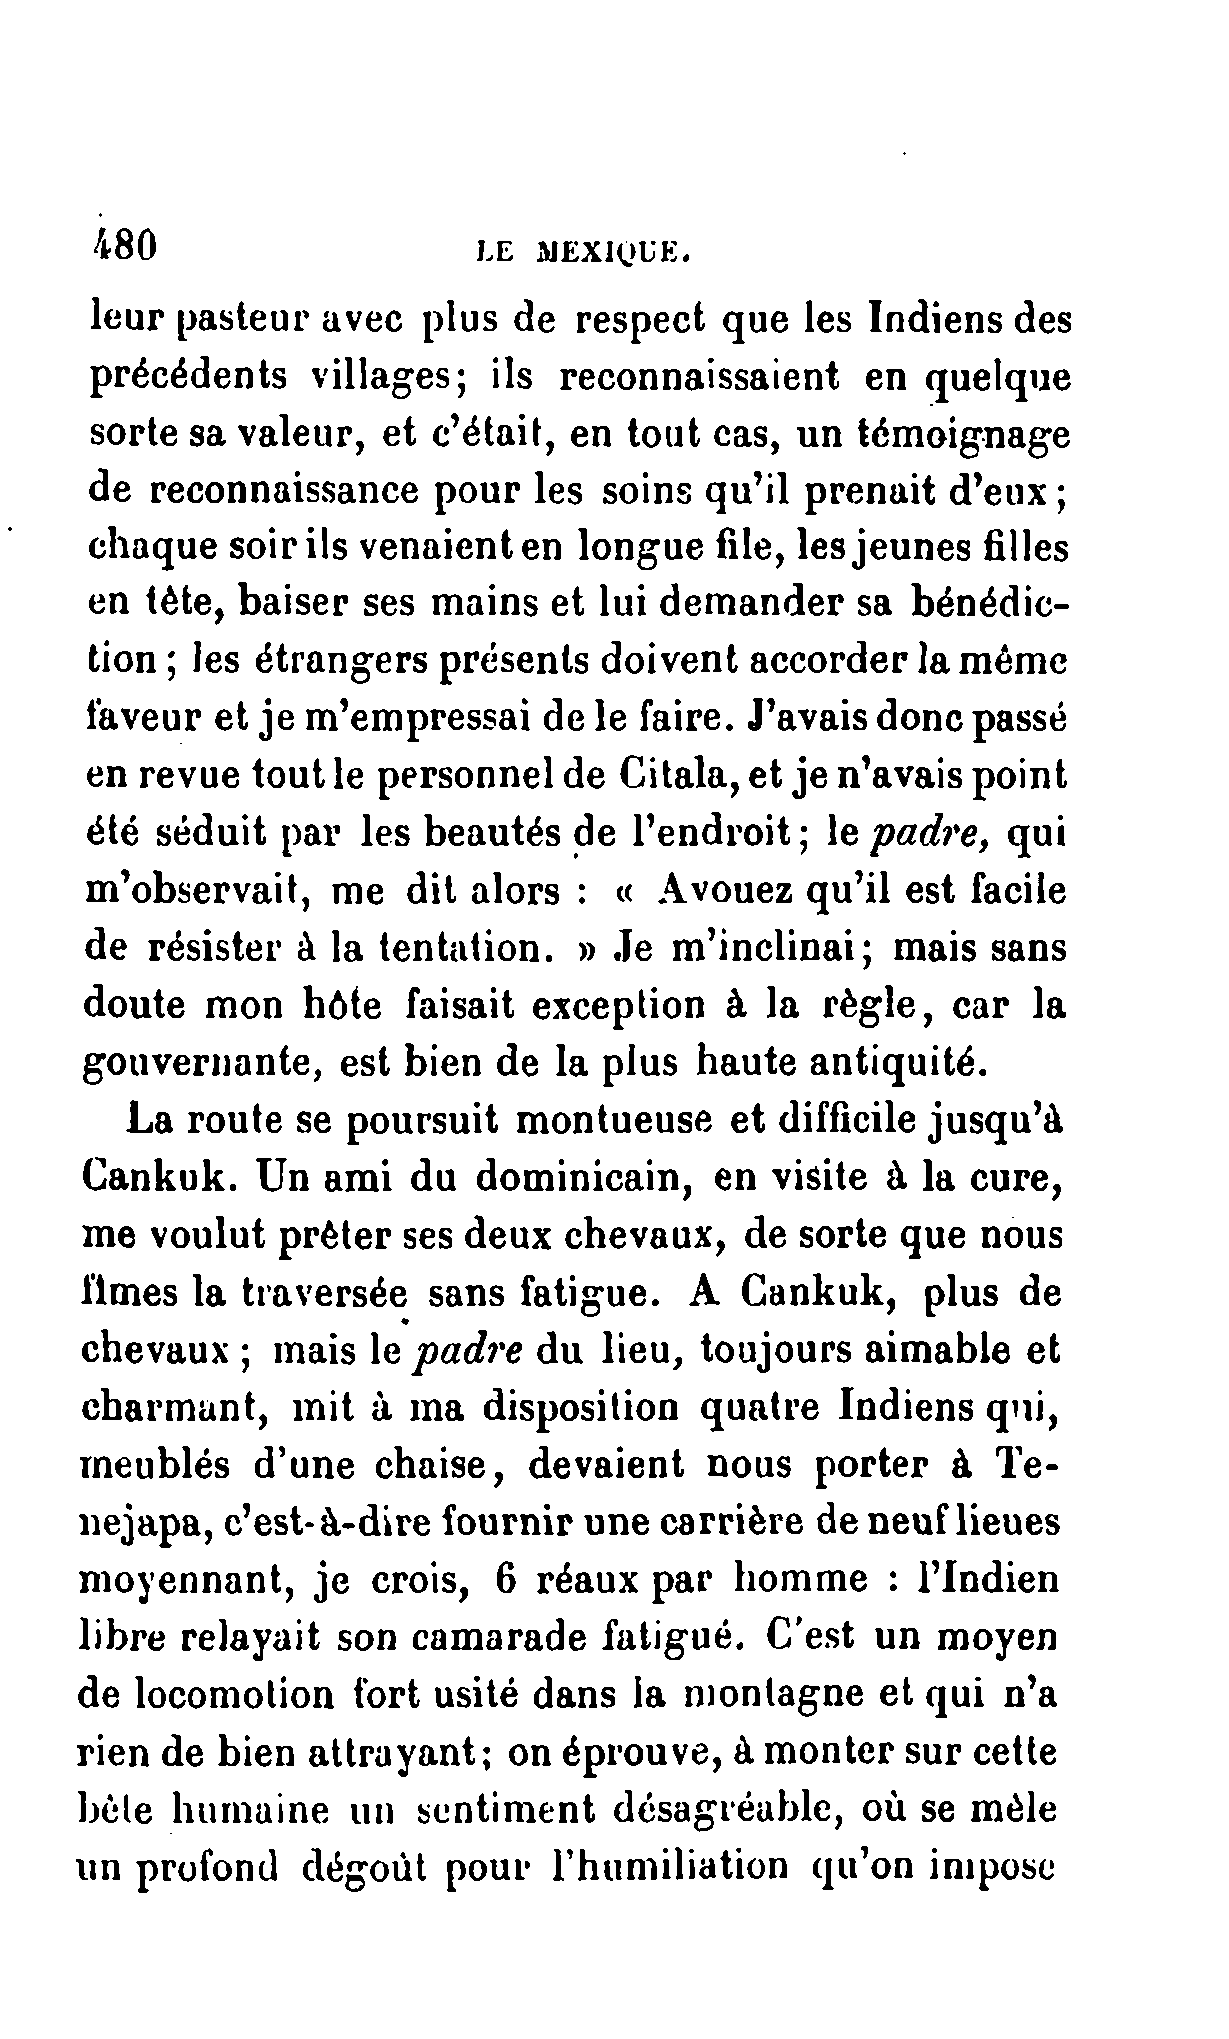 480 LE MEXIQUE.
leur pasteur avec plus de respect que les Indiens des
précédents villages; ils reconnaissaient en quelque
sorte sa valeur, et c'était, en tout cas, un témoignage
de reconnaissance pour les soins qu'il prenait d'eux;
chaque soir ils venaient en longue file, les jeunes filles
en tête, baiser ses mains et lui demander sa bénédic-
tion; les étrangers présents doivent accorder la même
faveur et je m'empressai de le faire. J'avais donc passé
en revue tout le personnel de Citala, et je n'avais point
été séduit par les beautés de l'endroit; le padre, qui
m'observait, me dit alors : « Avouez qu'il est facile
de résister à la tentation. » Je m'inclinai; mais sans
doute mon hôte faisait exception à la règle, car la
gouvernante, est bien de la plus haute antiquité.
La route se poursuit montueuse et difficile jusqu'à
Cankuk. Un ami du dominicain, en visite à la cure,
me voulut prêter ses deux chevaux, de sorte que nous
fîmes la traversée sans fatigue. A Cankuk, plus de
chevaux; mais le padre du lieu, toujours aimable et
charmant, mit à ma disposition quatre Indiens qui,
meublés d'une chaise, devaient nous porter à Te-
nejapa, c'est-à-dire fournir une carrière de neuf lieues
moyennant, je crois, 6 réaux par homme : l'Indien
libre relayait son camarade fatigué. C'est un moyen
de locomotion fort usité dans la montagne et qui n'a
rien de bien attrayant; on éprouve, à monter sur cette
bête humaine un sentiment désagréable, où se mêle
un profond dégoût pour l'humiliation qu'on impose